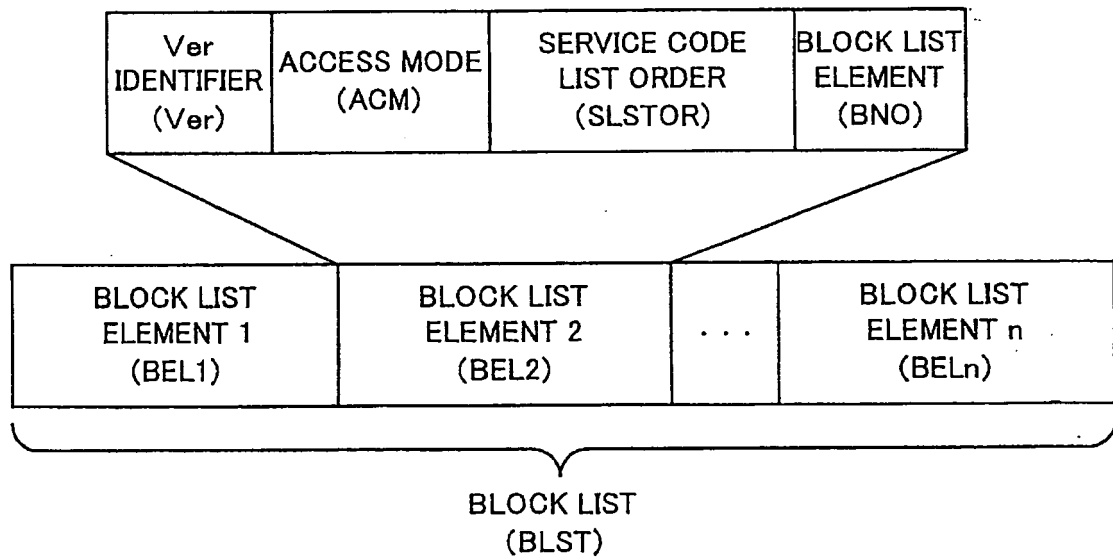 Ver
IDENTIFIER
(Ver)
ACCESS MODE
(ACM)
SERVICE CODE
LIST ORDER
(SLSTOR)
BLOCK LIST
ELEMENT
(BNO)
BLOCK LIST
ELEMENT 1
(BEL1)
BLOCK LIST
ELEMENT 2
(BEL2)
...
BLOCK LIST
ELEMENT n
(BELn)
BLOCK LIST
(BLST)